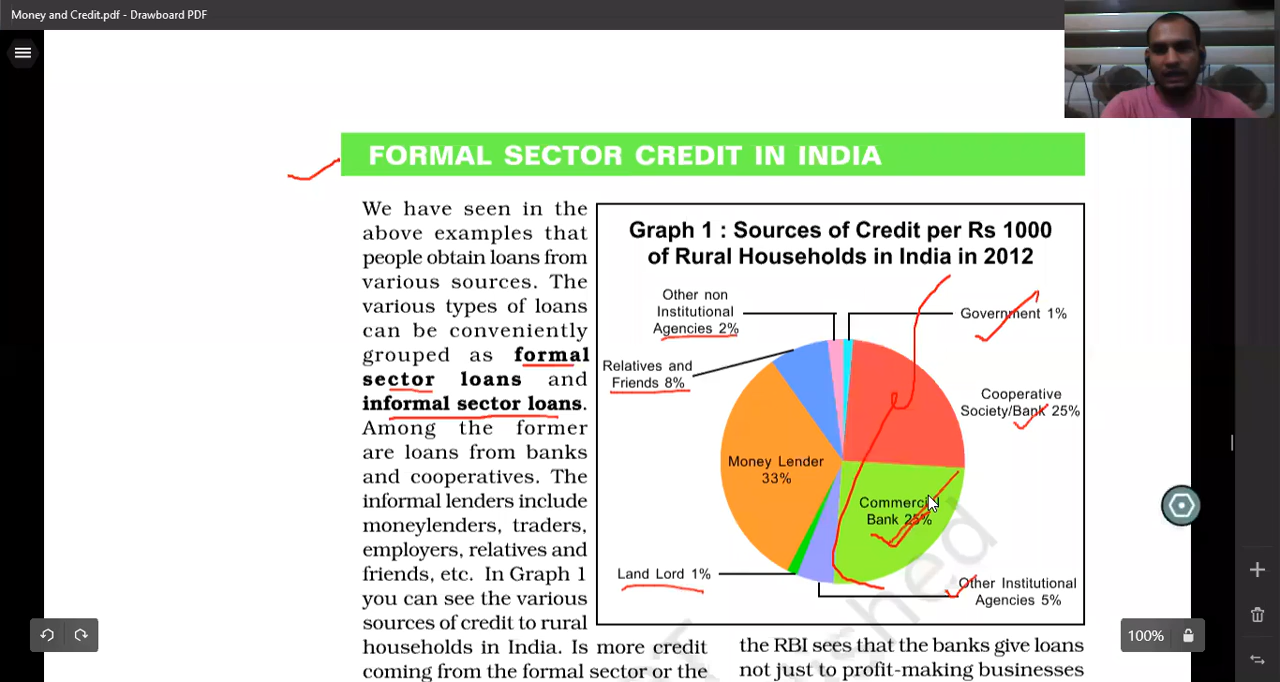 Money and Credit.pdf - Drawboard PDF
FORMAL SECTOR CREDIT IN INDIA
We have seen in the
above examples that
people obtain loans from
various sources. The
various types of loans
can be conveniently
grouped as formal
sector loans and
informal sector loans.
Among the former
are loans from banks
and cooperatives. The
informal lenders include
moneylenders, traders,
employers, relatives and
friends, etc. In Graph 1
you can see the various
sources of credit to rural
households in India. Is more credit
coming from the formal sector or the
Graph 1 : Sources of Credit per Rs 1000
of Rural Households in India in 2012
Other non
Institutional
Agencies 2%
Government 1%
Relatives and
Friends 8%
Cooperative
Society/Bank 25%
Money Lender
33%
Commercial
Bank 25%
Land Lord 1%
Other Institutional
Agencies 5%
the RBI sees that the banks give loans
not just to profit-making businesses
100%